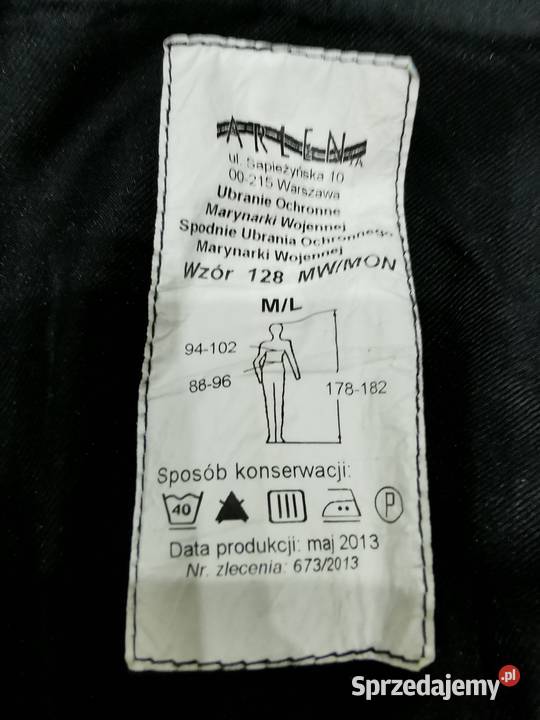 ARLEN
ul. Sapieżyńska 10
00-215 Warszawa
Ubranie Ochronne
Marynarki Wojennej
Spodnie Ubrania Ochronnego
Marynarki Wojennej
Wzór 128 MW/MON
M/L
94-102
88-96
178-182
Sposób konserwacji:
40
P
Data produkcji: maj 2013
Nr. zlecenia: 673/2013
Sprzedajemy.pl